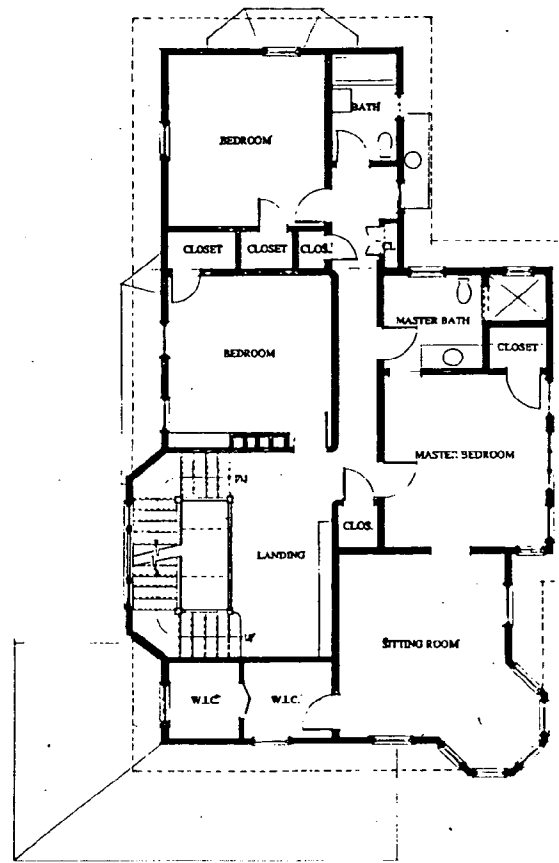 BATH
BEDROOM
CLOSET
CLOSET
CLOS.
CL
MASTER BATH
CLOSET
BEDROOM
MASTER BEDROOM
DN
CLOS.
LANDING
UP
SITTING ROOM
W.I.C.
W.I.C.